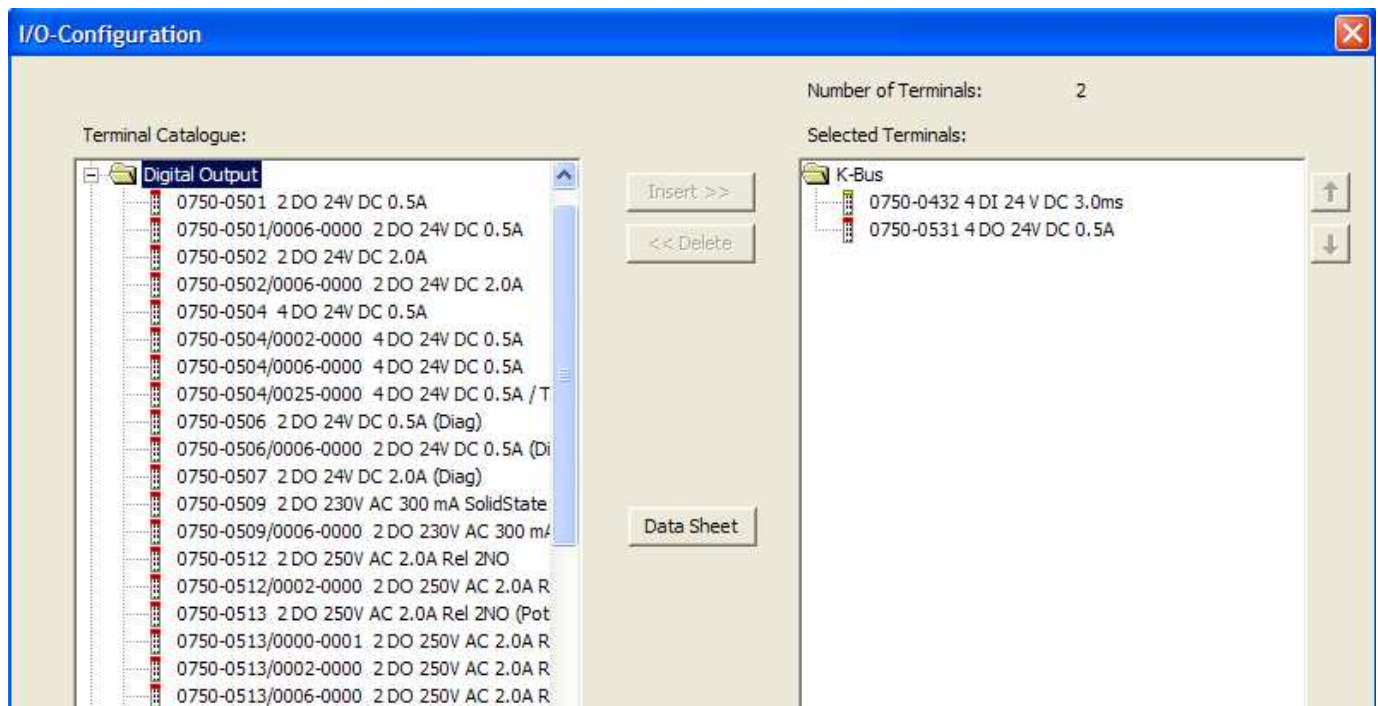 I/O-Configuration
Number of Terminals: 2
Terminal Catalogue:
Selected Terminals:
Digital Output
0750-0501 2 DO 24V DC 0.5A
0750-0501/0006-0000 2 DO 24V DC 0.5A
0750-0502 2 DO 24V DC 2.0A
0750-0502/0006-0000 2 DO 24V DC 2.0A
0750-0504 4 DO 24V DC 0.5A
0750-0504/0002-0000 4 DO 24V DC 0.5A
0750-0504/0006-0000 4 DO 24V DC 0.5A
0750-0504/0025-0000 4 DO 24V DC 0.5A / T
0750-0506 2 DO 24V DC 0.5A (Diag)
0750-0506/0006-0000 2 DO 24V DC 0.5A (Di
0750-0507 2 DO 24V DC 2.0A (Diag)
0750-0509 2 DO 230V AC 300 mA SolidState
0750-0509/0006-0000 2 DO 230V AC 300 mA
0750-0512 2 DO 250V AC 2.0A Rel 2NO
0750-0512/0002-0000 2 DO 250V AC 2.0A R
0750-0513 2 DO 250V AC 2.0A Rel 2NO (Pot
0750-0513/0000-0001 2 DO 250V AC 2.0A R
0750-0513/0002-0000 2 DO 250V AC 2.0A R
0750-0513/0006-0000 2 DO 250V AC 2.0A R
Insert >>
<< Delete
Data Sheet
K-Bus
0750-0432 4 DI 24 V DC 3.0ms
0750-0531 4 DO 24V DC 0.5A